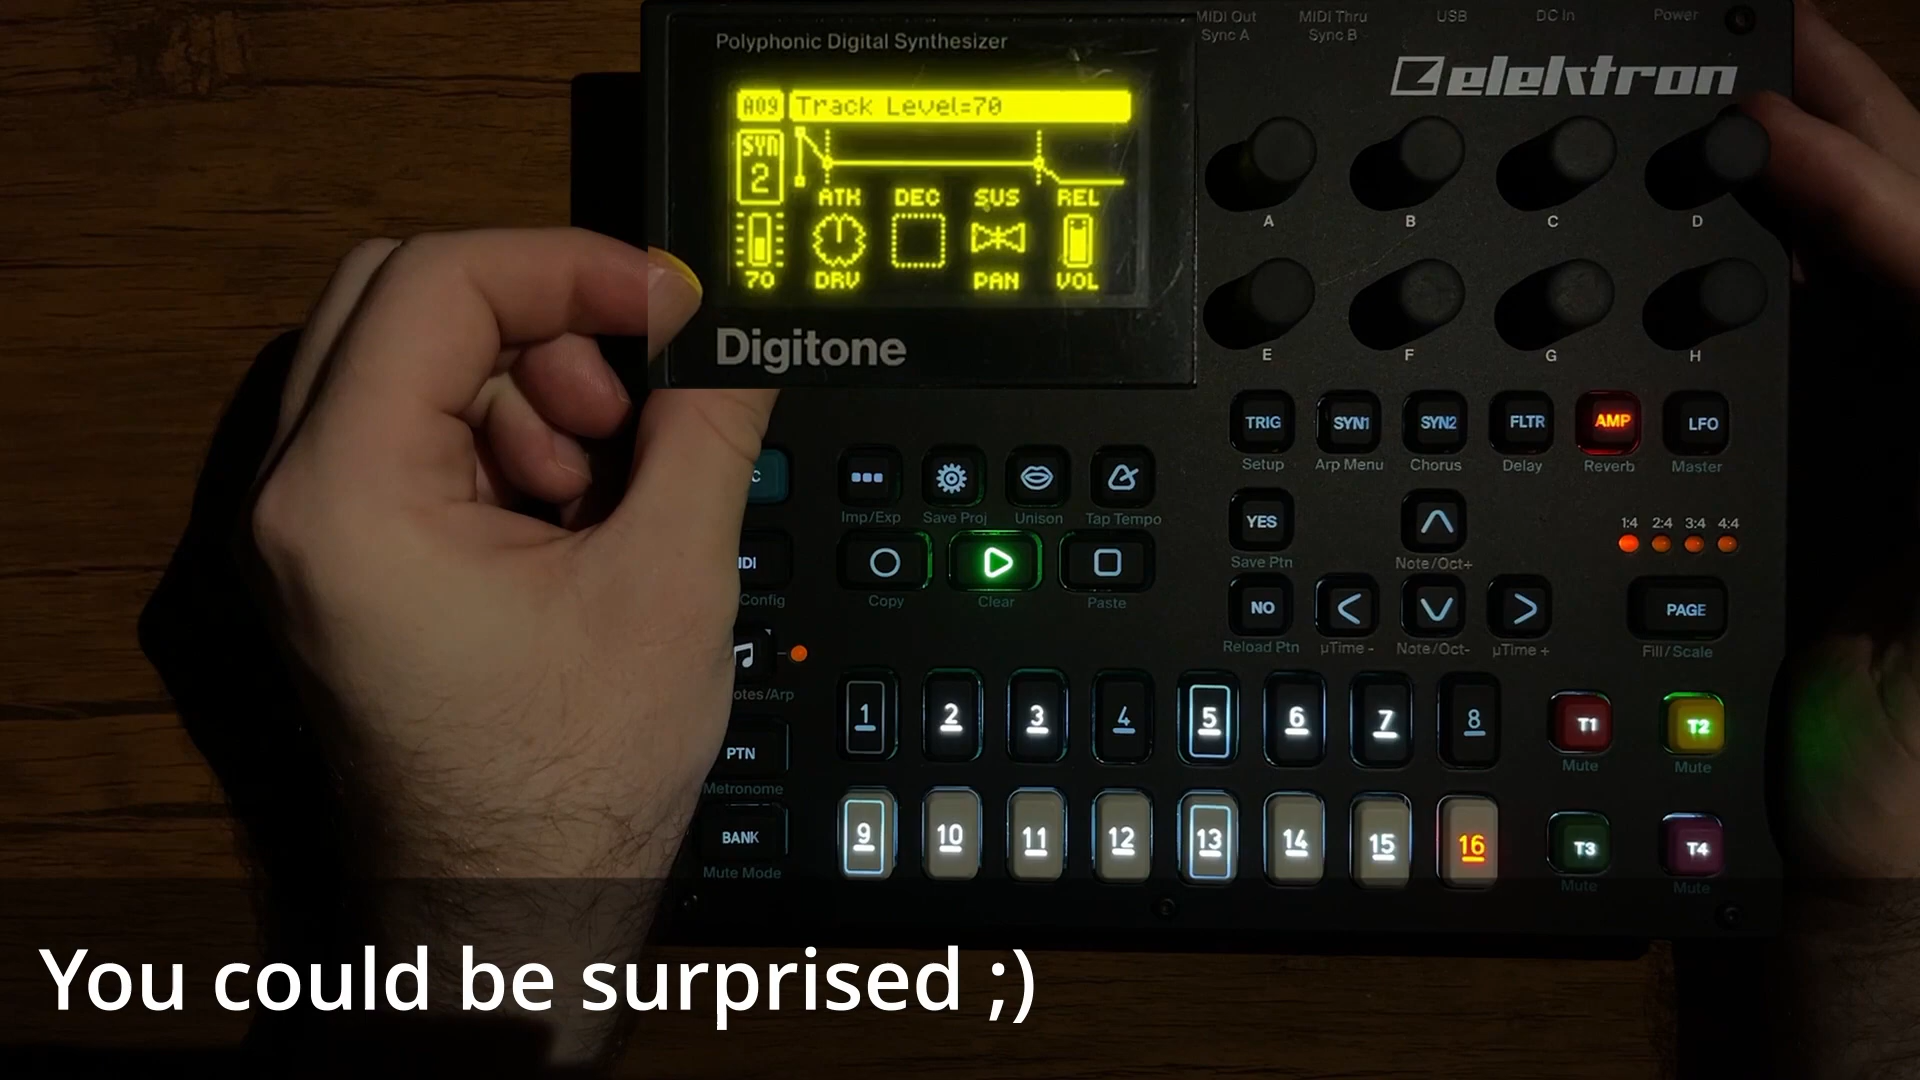 MIDI Out MIDI Thru USB DC In Power
Sync A Sync B
Polyphonic Digital Synthesizer
elektron
A09 Track Level=70
SYN
2
ATK DEC SUS REL
70 DRV PAN VOL
A B C D
Digitone
E F G H
TRIG SYN1 SYN2 FLTR AMP LFO
Setup Arp Menu Chorus Delay Reverb Master
Imp/Exp Save Proj Unison Tap Tempo
YES
Save Ptn Note/Oct+
1:4 2:4 3:4 4:4
Config Copy Clear Paste
NO PAGE
Reload Ptn µTime - Note/Oct- µTime + Fill/Scale
otes/Arp
1 2 3 4 5 6 7 8 T1 T2
Mute Mute
PTN
Metronome
BANK
9 10 11 12 13 14 15 16 T3 T4
Mute Mode Mute Mute
You could be surprised ;)